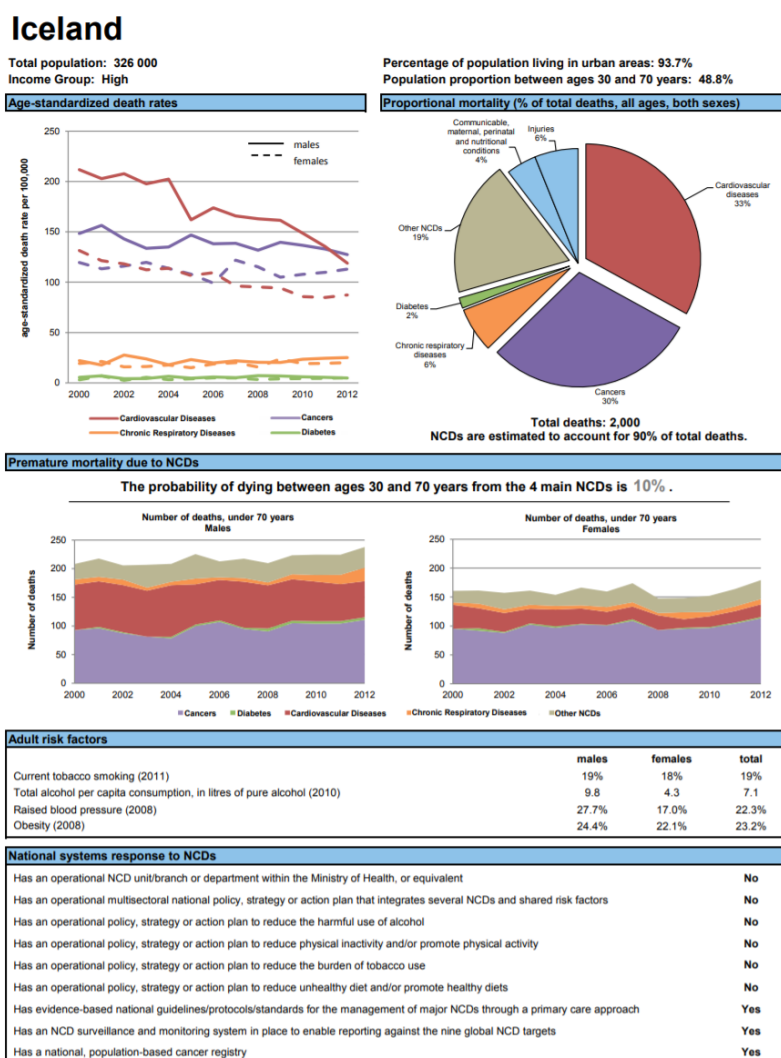 Iceland
Total population: 326 000
Income Group: High
Percentage of population living in urban areas: 93.7%
Population proportion between ages 30 and 70 years: 48.8%
Age-standardized death rates
age-standardized death rate per 100,000
250
200
150
100
50
0
males
females
2000 2002 2004 2006 2008 2010 2012
Cardiovascular Diseases Cancers
Chronic Respiratory Diseases Diabetes
Proportional mortality (% of total deaths, all ages, both sexes)
Communicable,
maternal, perinatal
and nutritional
conditions
4%
Injuries
6%
Cardiovascular
diseases
33%
Other NCDs
19%
Diabetes
2%
Chronic respiratory
diseases
6%
Cancers
30%
Total deaths: 2,000
NCDs are estimated to account for 90% of total deaths.
Premature mortality due to NCDs
The probability of dying between ages 30 and 70 years from the 4 main NCDs is 10% .
Number of deaths, under 70 years
Males
Number of deaths
250
200
150
100
50
0
2000 2002 2004 2006 2008 2010 2012
Number of deaths, under 70 years
Females
Number of deaths
250
200
150
100
50
0
2000 2002 2004 2006 2008 2010 2012
Cancers Diabetes Cardiovascular Diseases Chronic Respiratory Diseases Other NCDs
Adult risk factors
males females total
Current tobacco smoking (2011) 19% 18% 19%
Total alcohol per capita consumption, in litres of pure alcohol (2010) 9.8 4.3 7.1
Raised blood pressure (2008) 27.7% 17.0% 22.3%
Obesity (2008) 24.4% 22.1% 23.2%
National systems response to NCDs
Has an operational NCD unit/branch or department within the Ministry of Health, or equivalent No
Has an operational multisectoral national policy, strategy or action plan that integrates several NCDs and shared risk factors No
Has an operational policy, strategy or action plan to reduce the harmful use of alcohol No
Has an operational policy, strategy or action plan to reduce physical inactivity and/or promote physical activity No
Has an operational policy, strategy or action plan to reduce the burden of tobacco use No
Has an operational policy, strategy or action plan to reduce unhealthy diet and/or promote healthy diets No
Has evidence-based national guidelines/protocols/standards for the management of major NCDs through a primary care approach Yes
Has an NCD surveillance and monitoring system in place to enable reporting against the nine global NCD targets Yes
Has a national, population-based cancer registry Yes